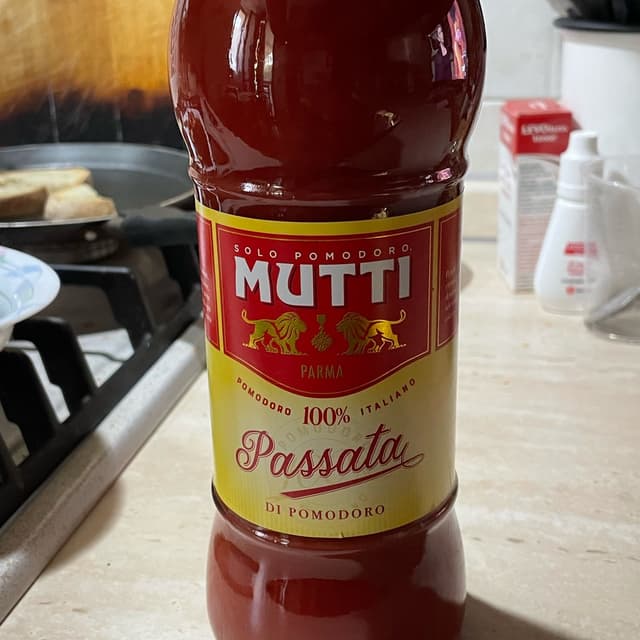 SOLO POMODORO.
MUTTI
PARMA
POMODORO 100% ITALIANO
Passata
DI POMODORO